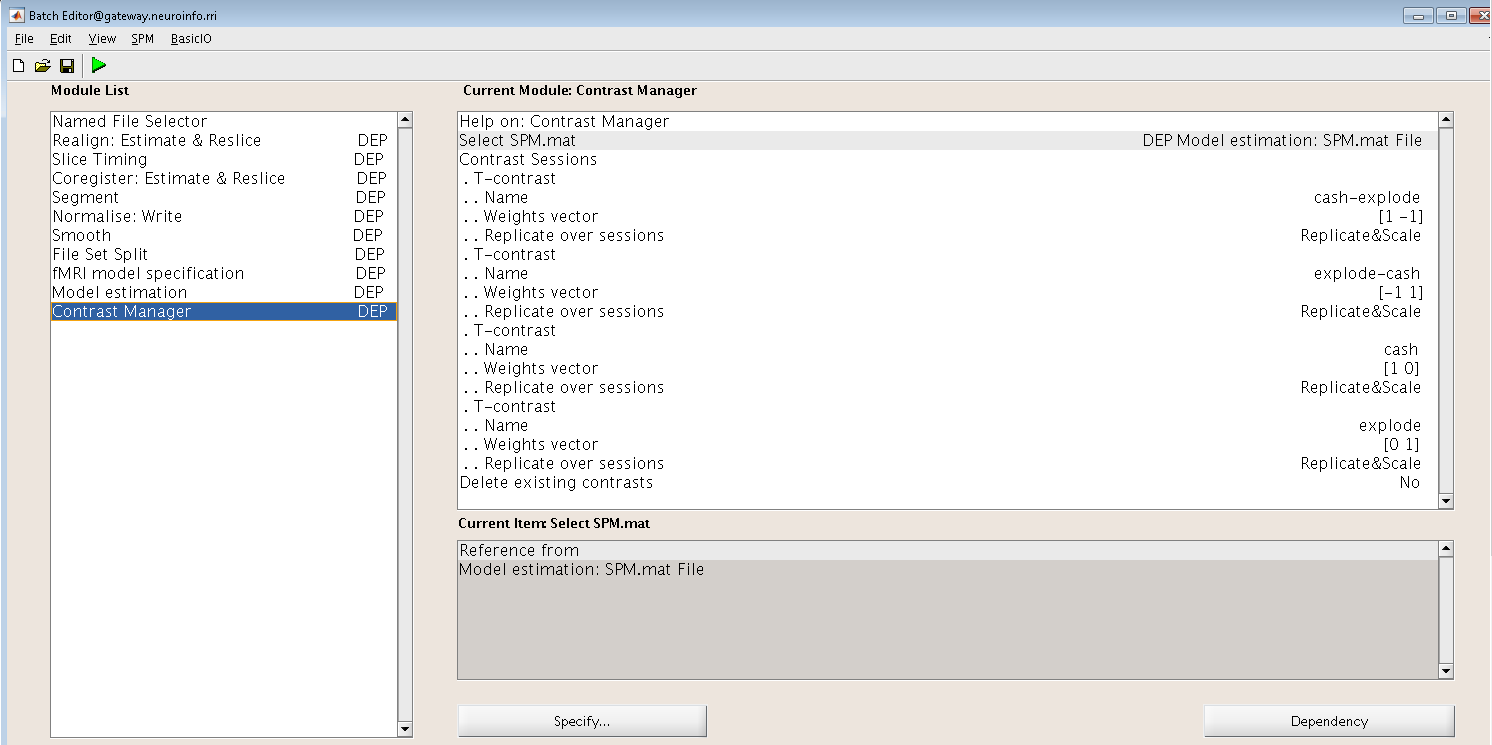 Batch Editor@gateway.neuroinfo.rri
File Edit View SPM BasicIO
Module List
Named File Selector
Realign: Estimate & Reslice DEP
Slice Timing DEP
Coregister: Estimate & Reslice DEP
Segment DEP
Normalise: Write DEP
Smooth DEP
File Set Split DEP
fMRI model specification DEP
Model estimation DEP
Contrast Manager DEP
Current Module: Contrast Manager
Help on: Contrast Manager
Select SPM.mat DEP Model estimation: SPM.mat File
Contrast Sessions
. T-contrast
. . Name cash-explode
. . Weights vector [1 -1]
. . Replicate over sessions Replicate&Scale
. T-contrast
. . Name explode-cash
. . Weights vector [-1 1]
. . Replicate over sessions Replicate&Scale
. T-contrast
. . Name cash
. . Weights vector [1 0]
. . Replicate over sessions Replicate&Scale
. T-contrast
. . Name explode
. . Weights vector [0 1]
. . Replicate over sessions Replicate&Scale
Delete existing contrasts No
Current Item: Select SPM.mat
Reference from
Model estimation: SPM.mat File
Specify...
Dependency